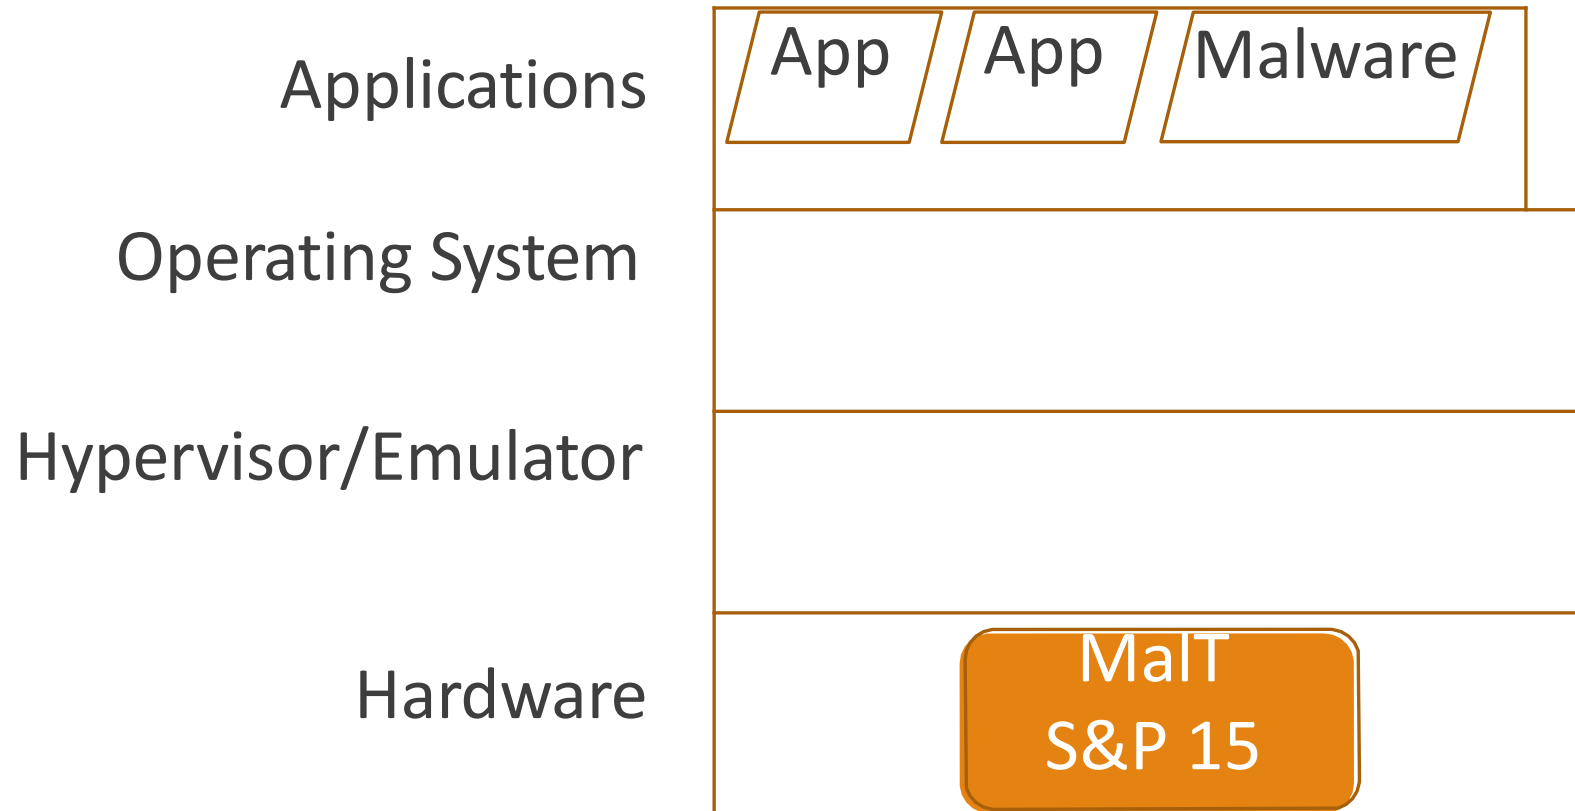 Applications
App
App
Malware
Operating System
Hypervisor/Emulator
Hardware
MalT
S&P 15